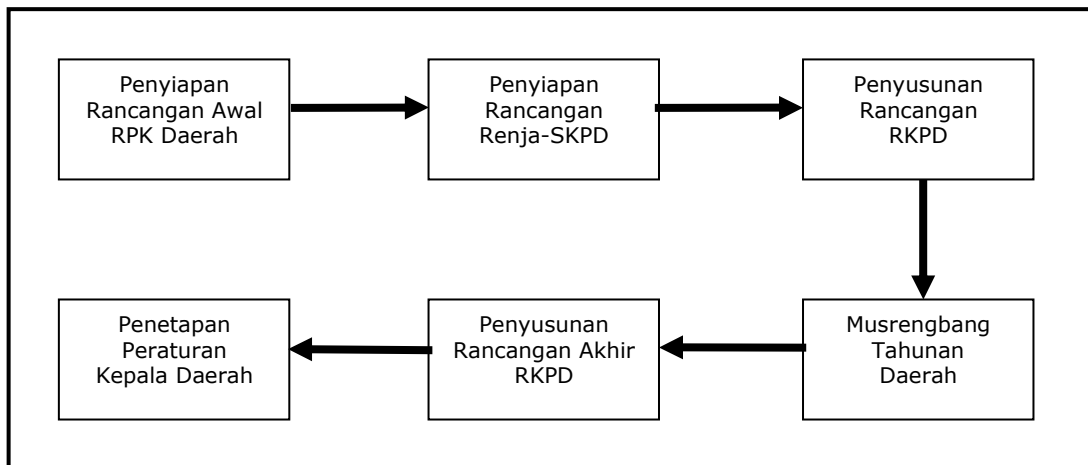 Penyiapan
Rancangan Awal
RPK Daerah
Penyiapan
Rancangan
Renja-SKPD
Penyusunan
Rancangan
RKPD
Musrengbang
Tahunan
Daerah
Penyusunan
Rancangan Akhir
RKPD
Penetapan
Peraturan
Kepala Daerah